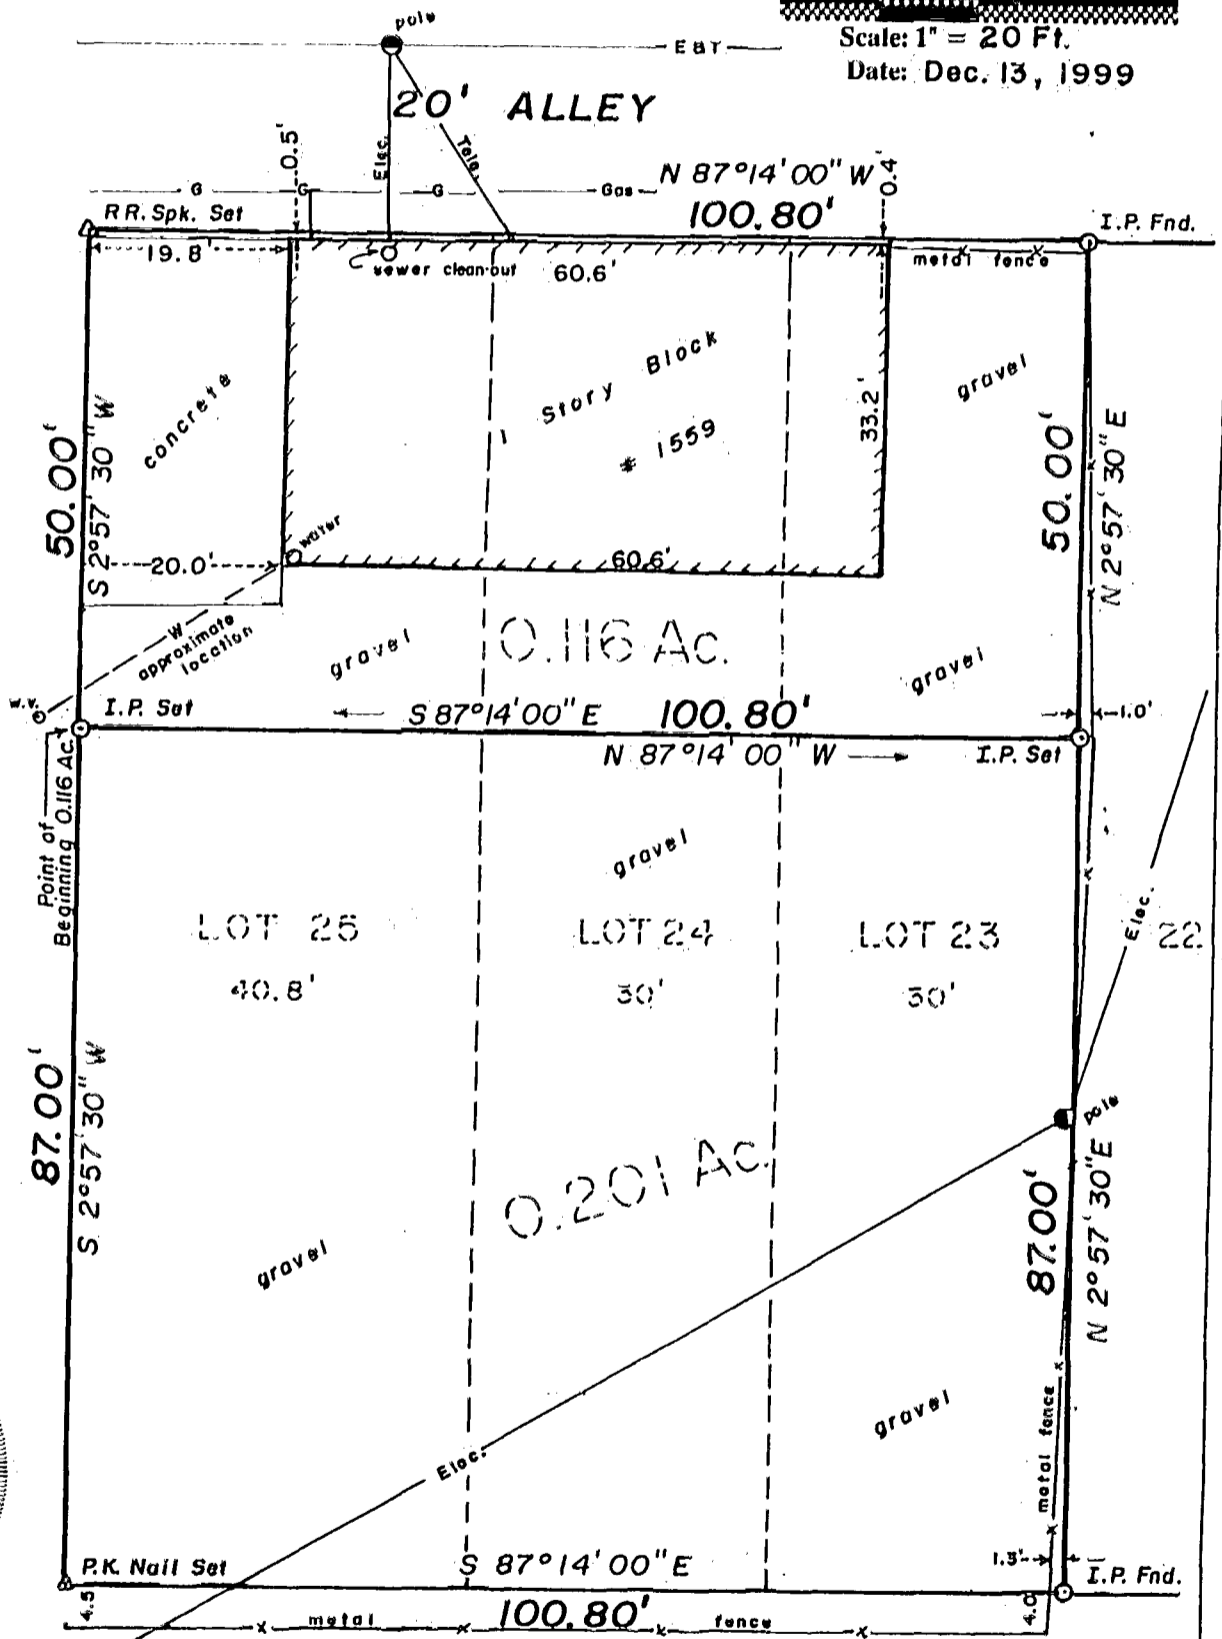 pole
E&T
Scale: 1" = 20 Ft.
Date: Dec. 13, 1999
20' ALLEY
Elec.
Tele.
0.5'
0.4'
G G G Gas
N 87°14'00" W
100.80'
RR. Spk. Set
I.P. Fnd.
19.8'
sewer clean-out
60.6'
metal fence
concrete
1 Story Block
# 1559
33.2'
gravel
50.00'
S 2°57'30" W
50.00'
N 2°57'30" E
water
20.0'
60.6'
W
approximate
location
gravel
0.116 Ac.
gravel
W.V.
I.P. Set
S 87°14'00" E 100.80'
1.0'
N 87°14'00" W
I.P. Set
Point of
Beginning 0.116 Ac.
gravel
LOT 25
40.8'
LOT 24
30'
LOT 23
30'
Elec.
22
87.00'
S 2°57'30" W
pole
0.201 Ac.
87.00'
N 2°57'30" E
gravel
gravel
metal fence
Elec.
P.K. Nail Set
S 87°14'00" E
1.3'
I.P. Fnd.
4.5
100.80'
4.0
metal fence